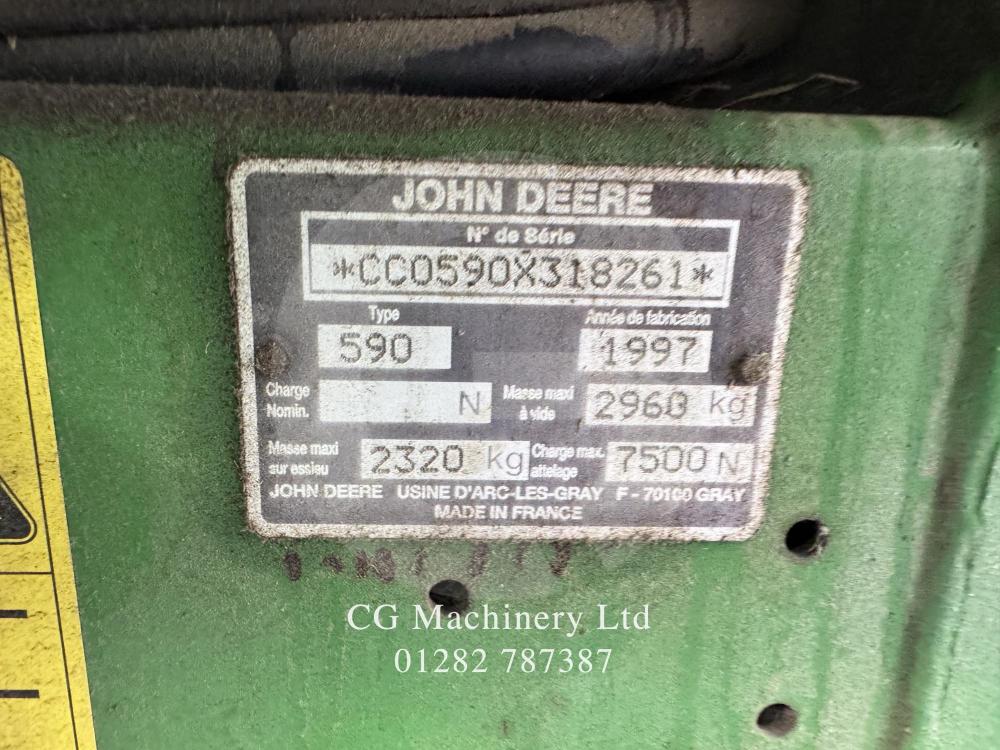 JOHN DEERE
N° de Série
*CC0590X318261*
Type
Année de fabrication
590
1997
Charge
Nomin.
N
Masse maxi
à vide
2960 kg
Masse maxi
sur essieu
2320 kg
Charge max.
attelage
7500 N
JOHN DEERE USINE D'ARC-LES-GRAY F - 70100 GRAY
MADE IN FRANCE
CG Machinery Ltd
01282 787387